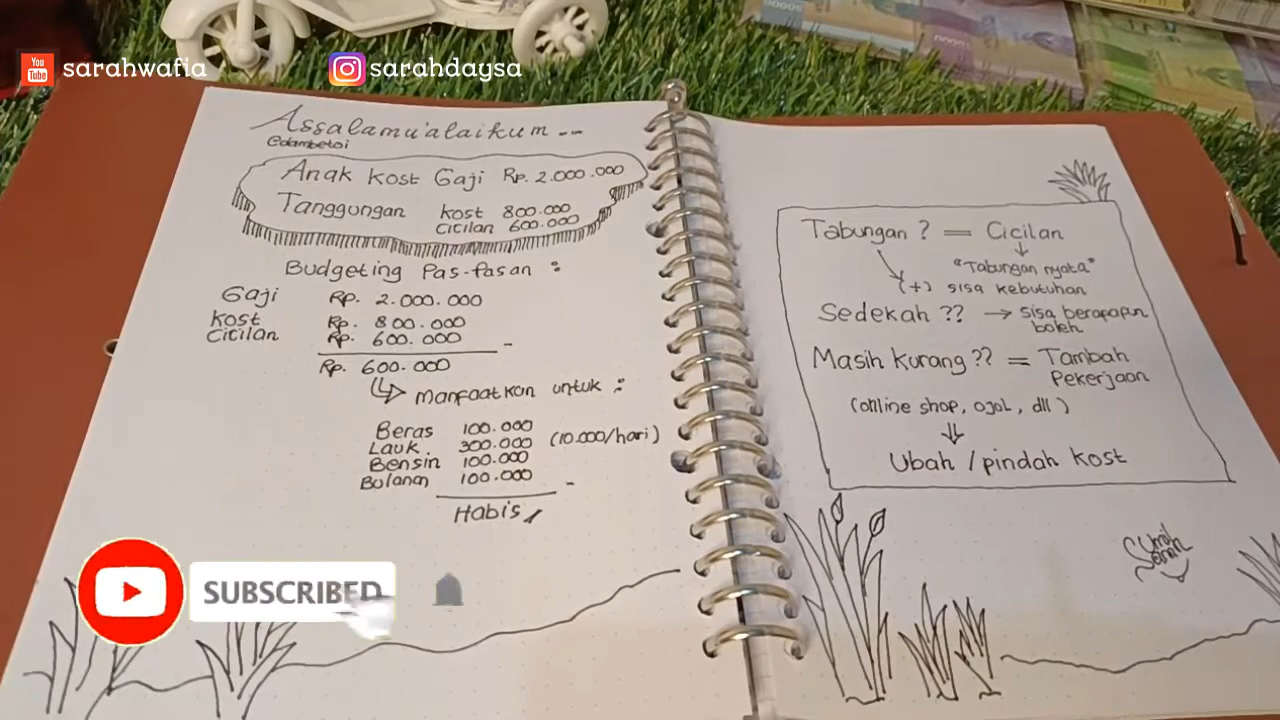 sarahwafia
sarahdaysa
Assalamu'alaikum --
@dambetoi
Anak Kost Gaji Rp. 2.000.000
Tanggungan kost 800.000
cicilan 600.000
Budgeting Pas-pasan :
Gaji Rp. 2.000.000
Kost Rp. 800.000
Cicilan Rp. 600.000 -
Rp. 600.000
Manfaatkan untuk :
Beras 100.000
Lauk. 300.000 (10.000/hari)
Bensin 100.000
Bulanan 100.000 -
Habis
Tabungan ? = Cicilan
"Tabungan nyata"
(+) sisa kebutuhan
Sedekah ?? → sisa berapapun
boleh
Masih kurang ?? = Tambah
Pekerjaan
(online shop, ojol, dll)
Ubah / pindah kost
SUBSCRIBED
You
Tube